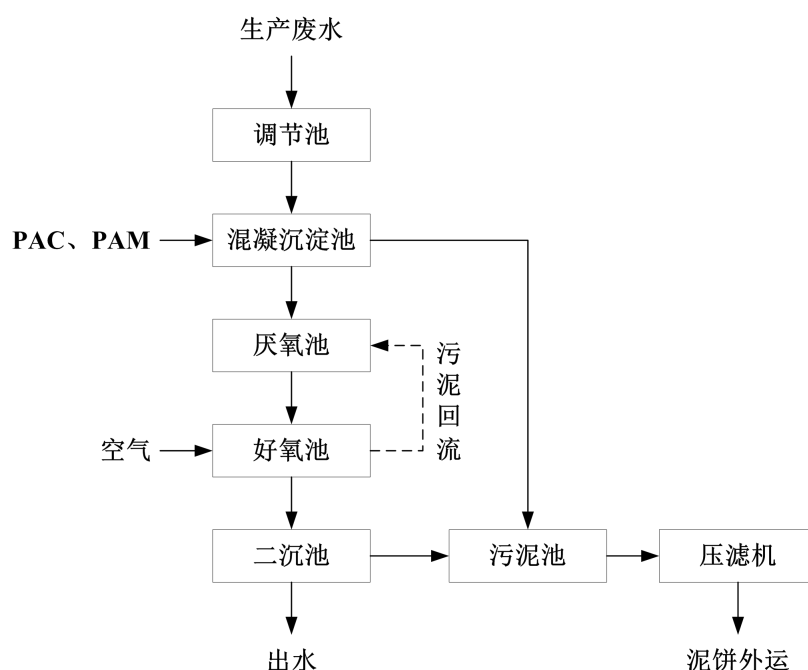 生产废水
调节池
PAC、PAM
混凝沉淀池
厌氧池
污泥回流
空气
好氧池
二沉池
污泥池
压滤机
出水
泥饼外运